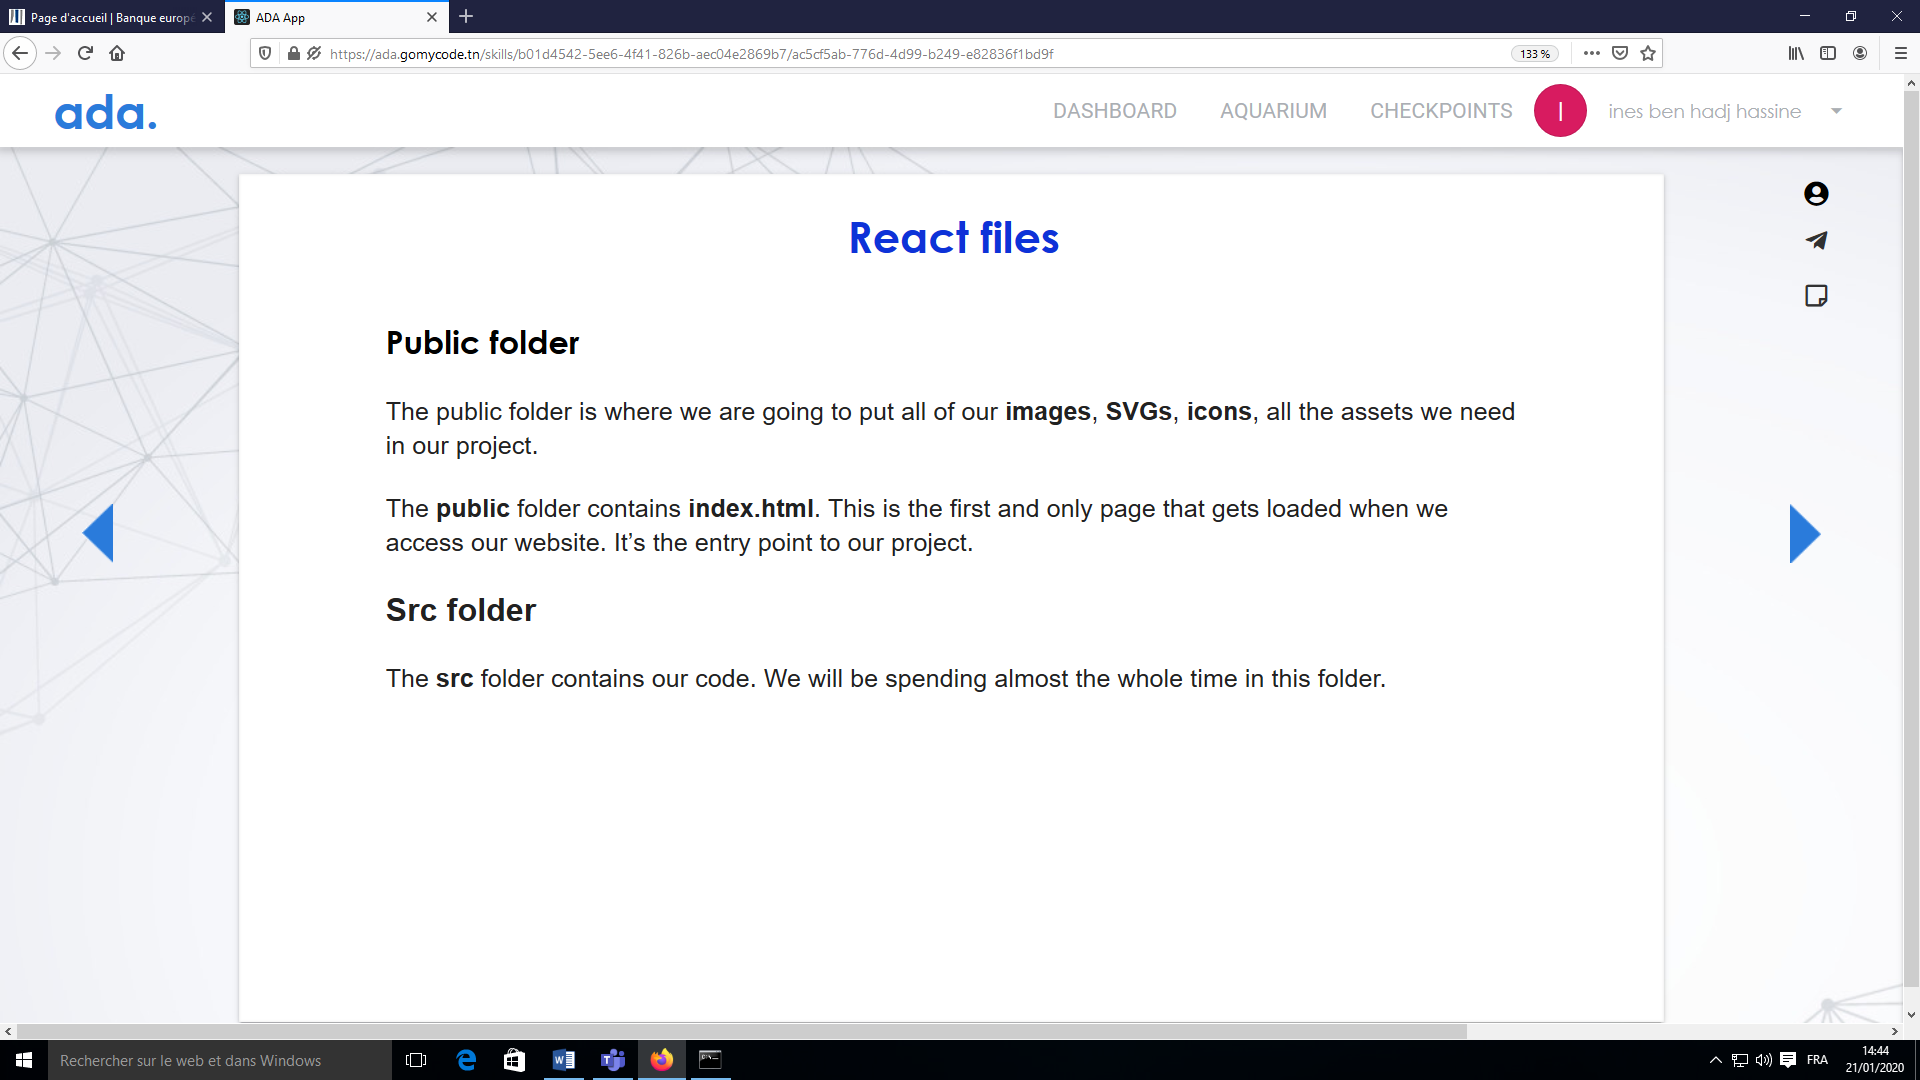 Page d'accueil | Banque europé
ADA App
https://ada.gomycode.tn/skills/b01d4542-5ee6-4f41-826b-aec04e2869b7/ac5cf5ab-776d-4d99-b249-e82836f1bd9f
133 %
ada.
DASHBOARD
AQUARIUM
CHECKPOINTS
I
ines ben hadj hassine
React files
Public folder
The public folder is where we are going to put all of our images, SVGs, icons, all the assets we need
in our project.
The public folder contains index.html. This is the first and only page that gets loaded when we
access our website. It’s the entry point to our project.
Src folder
The src folder contains our code. We will be spending almost the whole time in this folder.
Rechercher sur le web et dans Windows
FRA
14:44
21/01/2020